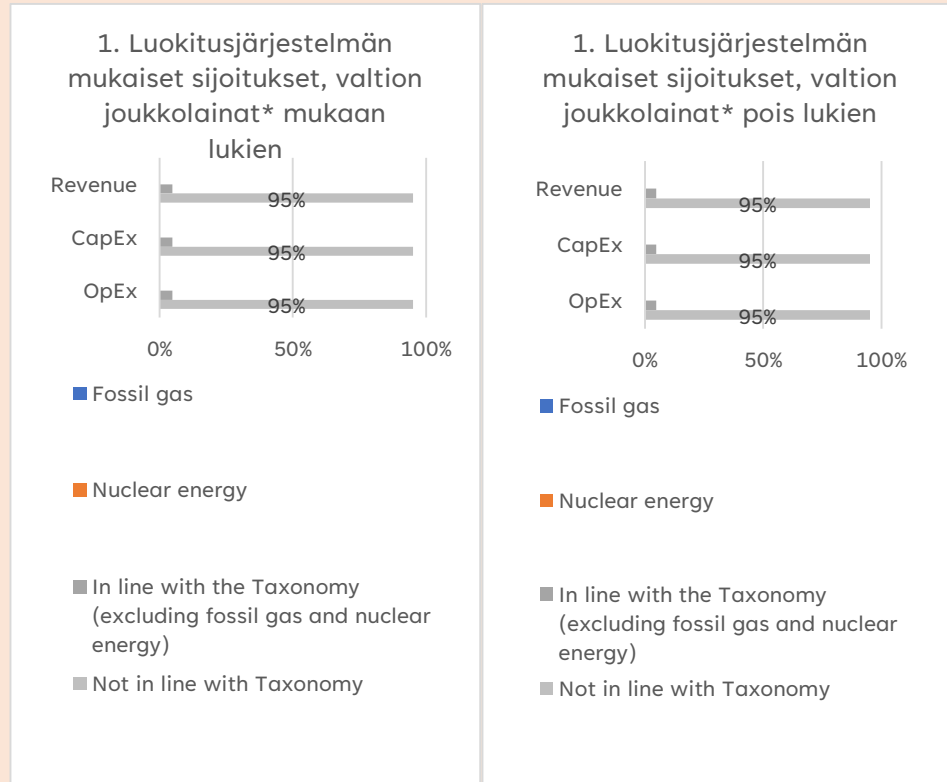 1. Luokitusjärjestelmän
mukaiset sijoitukset, valtion
joukkolainat* mukaan
lukien
Revenue
95%
CapEx
95%
OpEx
95%
0%
50%
100%
Fossil gas
Nuclear energy
In line with the Taxonomy
(excluding fossil gas and nuclear
energy)
Not in line with Taxonomy
1. Luokitusjärjestelmän
mukaiset sijoitukset, valtion
joukkolainat* pois lukien
Revenue
95%
CapEx
95%
OpEx
95%
0%
50%
100%
Fossil gas
Nuclear energy
In line with the Taxonomy
(excluding fossil gas and nuclear
energy)
Not in line with Taxonomy